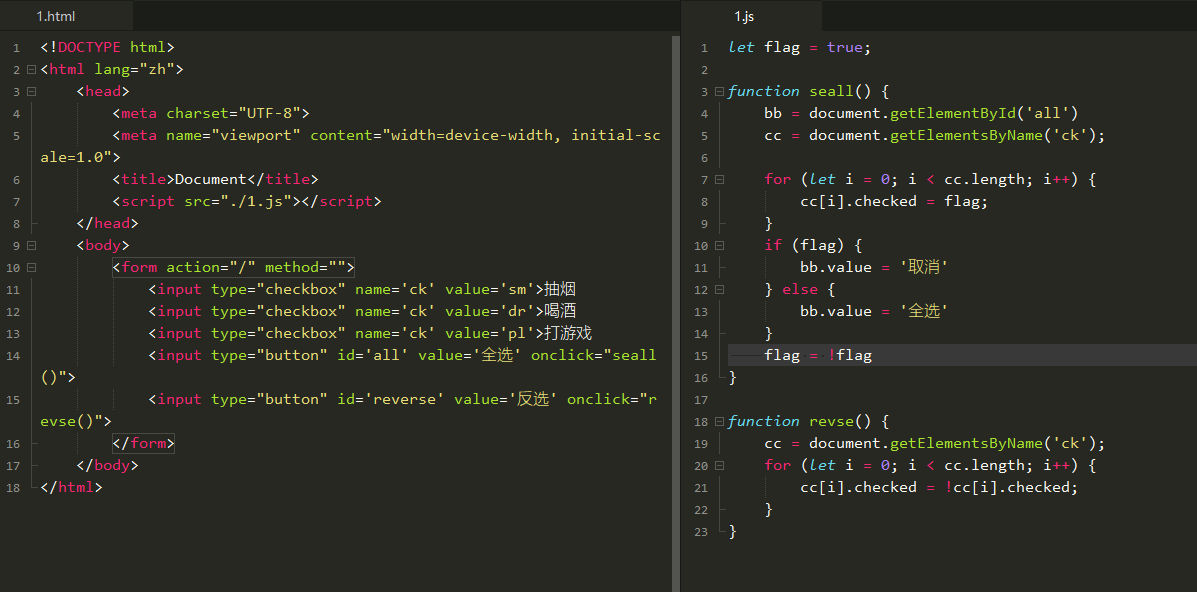 1.html
1 <!DOCTYPE html>
2 <html lang="zh">
3 <head>
4 <meta charset="UTF-8">
5 <meta name="viewport" content="width=device-width, initial-sc
ale=1.0">
6 <title>Document</title>
7 <script src="./1.js"></script>
8 </head>
9 <body>
10 <form action="/" method="">
11 <input type="checkbox" name='ck' value='sm'>抽烟
12 <input type="checkbox" name='ck' value='dr'>喝酒
13 <input type="checkbox" name='ck' value='pl'>打游戏
14 <input type="button" id='all' value='全选' onclick="seall
()">
15 <input type="button" id='reverse' value='反选' onclick="r
evse()">
16 </form>
17 </body>
18 </html>
1.js
1 let flag = true;
2
3 function seall() {
4 bb = document.getElementById('all')
5 cc = document.getElementsByName('ck');
6
7 for (let i = 0; i < cc.length; i++) {
8 cc[i].checked = flag;
9 }
10 if (flag) {
11 bb.value = '取消'
12 } else {
13 bb.value = '全选'
14 }
15 flag = !flag
16 }
17
18 function revse() {
19 cc = document.getElementsByName('ck');
20 for (let i = 0; i < cc.length; i++) {
21 cc[i].checked = !cc[i].checked;
22 }
23 }